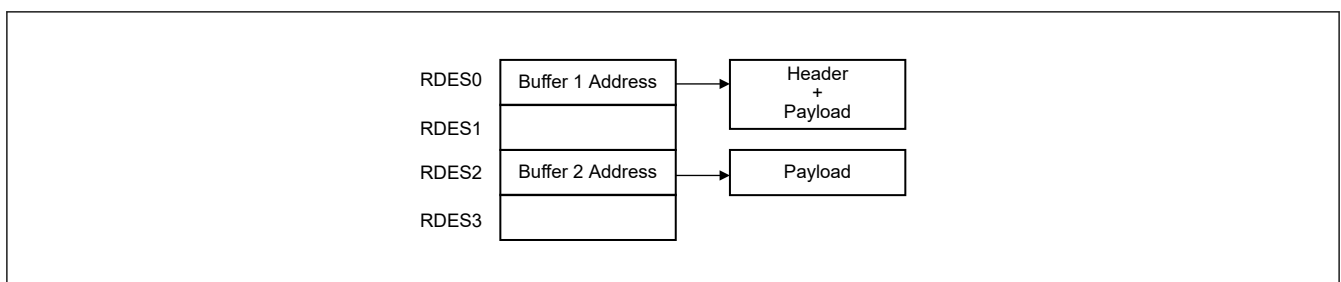 RDES0
Buffer 1 Address
Header
+
Payload
RDES1
RDES2
Buffer 2 Address
Payload
RDES3